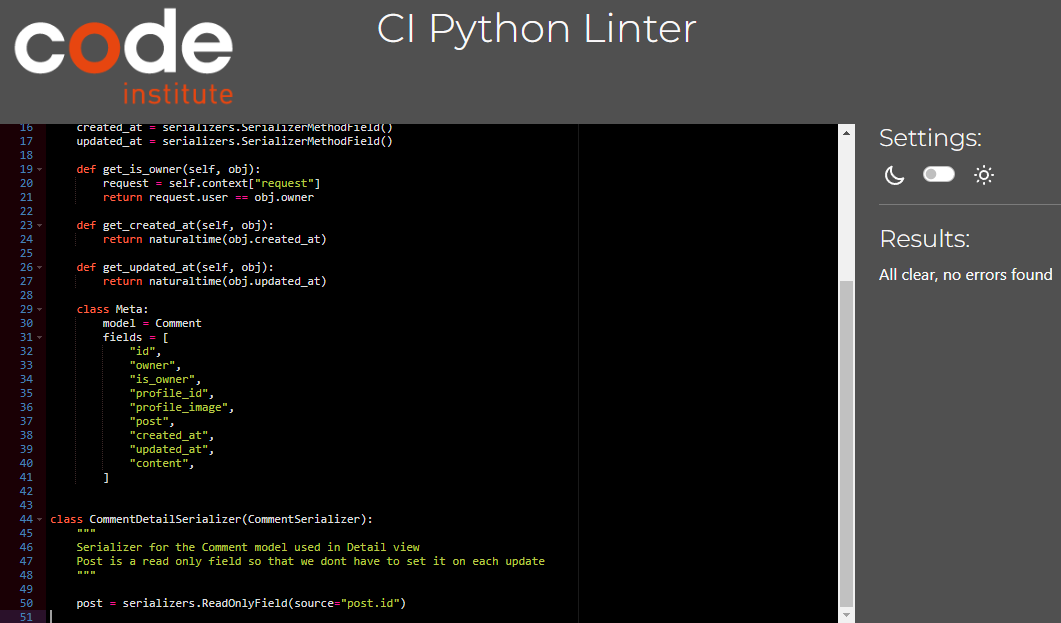 code
institute
CI Python Linter
16 created_at = serializers.SerializerMethodField()
17 updated_at = serializers.SerializerMethodField()
18
19 def get_is_owner(self, obj):
20 request = self.context["request"]
21 return request.user == obj.owner
22
23 def get_created_at(self, obj):
24 return naturaltime(obj.created_at)
25
26 def get_updated_at(self, obj):
27 return naturaltime(obj.updated_at)
28
29 class Meta:
30 model = Comment
31 fields = [
32 "id",
33 "owner",
34 "is_owner",
35 "profile_id",
36 "profile_image",
37 "post",
38 "created_at",
39 "updated_at",
40 "content",
41 ]
42
43
44 class CommentDetailSerializer(CommentSerializer):
45 """
46 Serializer for the Comment model used in Detail view
47 Post is a read only field so that we dont have to set it on each update
48 """
49
50 post = serializers.ReadOnlyField(source="post.id")
51
Settings:
Results:
All clear, no errors found